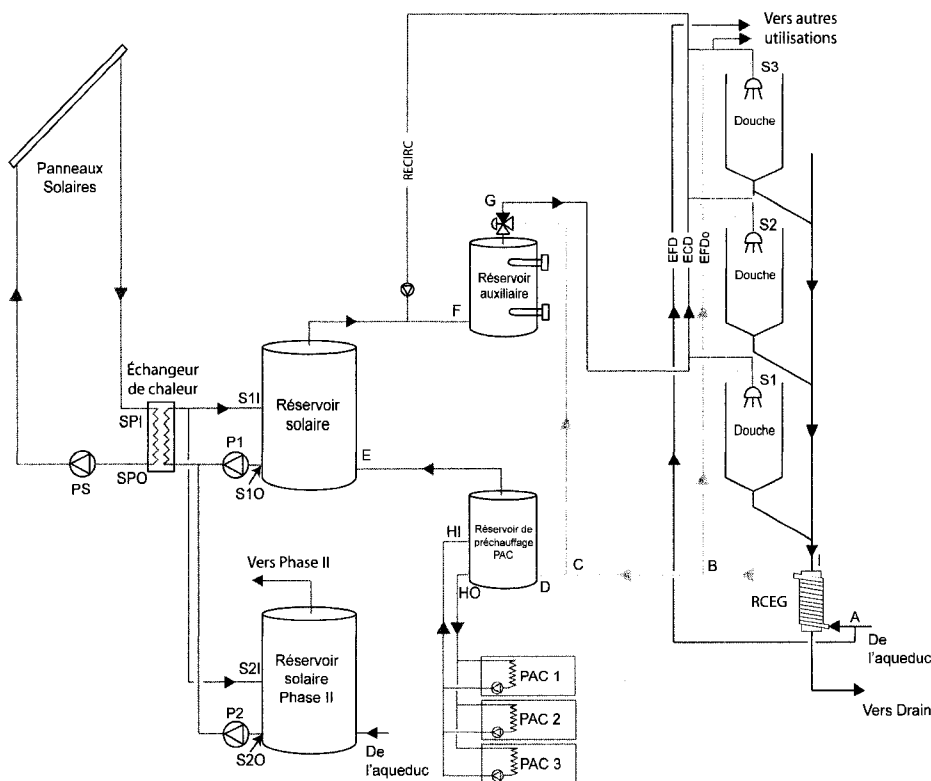 Vers autres
utilisations
S3
Douche
Panneaux
Solaires
RECIRC
G
S2
EFD
ECD
EFDo
Réservoir
auxiliaire
Douche
F
Échangeur
de chaleur
S1
SPI
S1I
Réservoir
solaire
Douche
P1
E
PS
SPO
S1O
HI
Réservoir de
préchauffage
PAC
Vers Phase II
C
B
I
D
HO
RCEG
A
De
l'aqueduc
Réservoir
solaire
Phase II
S2I
PAC 1
Vers Drain
P2
PAC 2
De
l'aqueduc
S2O
PAC 3